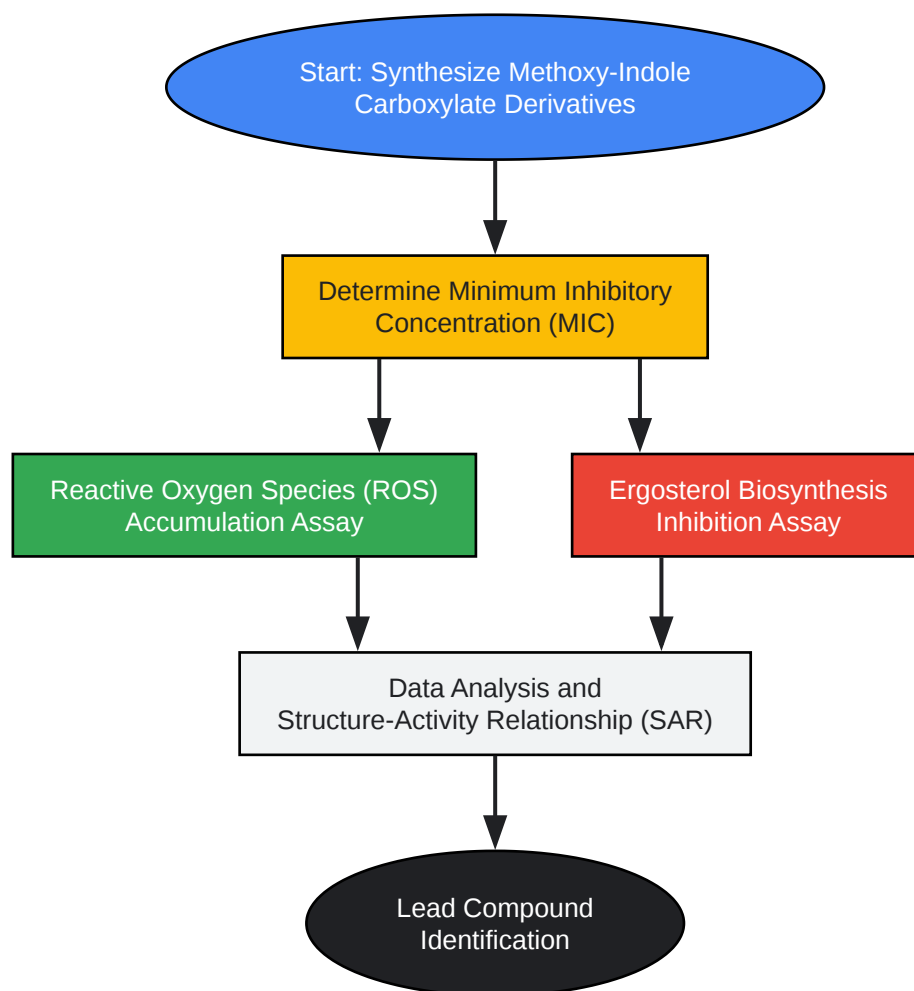 Start: Synthesize Methoxy-Indole
Carboxylate Derivatives
Determine Minimum Inhibitory
Concentration (MIC)
Reactive Oxygen Species (ROS)
Accumulation Assay
Ergosterol Biosynthesis
Inhibition Assay
Data Analysis and
Structure-Activity Relationship (SAR)
Lead Compound
Identification